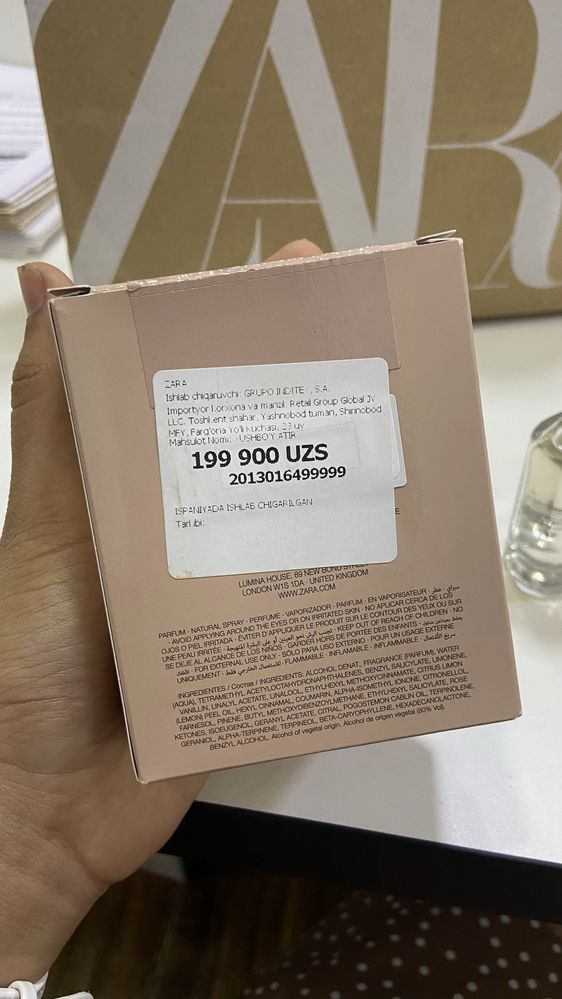 ZARA
ZARA
Ishlab chiqaruvchi: GRUPO INDITE , S.A.
Importyor va manzil: Retail Group Global Jv
LLC. shahar, Yashnobod tuman, Shirinobod
MFY, Farg'ona Yo'li kuchasi, 23 uy
Mahsulot Nomi: USHBO'Y ATIR
199 900 UZS
2013016499999
ISPANIYADA ISHLAB CHIGARILGAN
Tarkibi:
E
LUMINA HOUSE. 89 NEW BOND STREE
LONDON W1S 1DA · UNITED KINGDOM
WWW.ZARA.COM
PARFUM · NATURAL SPRAY · PERFUME · VAPORIZADOR · PARFUM · EN VAPORISATEUR · عطر
· AVOID APPLYING AROUND THE EYES OR ON IRRITATED SKIN · NO APLICAR CERCA DE LOS
OJOS O PIEL IRRITADA · ÉVITER D'APPLIQUER LE PRODUIT SUR LE CONTOUR DES YEUX OU SUR
UNE PEAU IRRITÉE · KEEP OUT OF REACH OF CHILDREN · NO
SE DEJE AL ALCANCE DE LOS NIÑOS · GARDER HORS DE PORTÉE DES ENFANTS ·
· FOR EXTERNAL USE ONLY · SÓLO PARA USO EXTERNO · POUR UN USAGE EXTERNE
UNIQUEMENT · FLAMMABLE · INFLAMABLE · INFLAMMABLE
INGREDIENTES / Состав / INGREDIENTS: ALCOHOL DENAT., FRAGRANCE (PARFUM), WATER
(AQUA), TETRAMETHYL ACETYLOCTAHYDRONAPHTHALENES, BENZYL SALICYLATE, LIMONENE,
VANILLIN, LINALYL ACETATE, LINALOOL, ETHYLHEXYL METHOXYCINNAMATE, CITRUS LIMON
(LEMON) PEEL OIL, HEXYL CINNAMAL, COUMARIN, ALPHA-ISOMETHYL IONONE, CITRONELLOL,
FARNESOL, PINENE, BUTYL METHOXYDIBENZOYLMETHANE, ETHYLHEXYL SALICYLATE, ROSE
KETONES, ISOEUGENOL, GERANYL ACETATE, CITRAL, POGOSTEMON CABLIN OIL, TERPINOLENE,
GERANIOL, ALPHA-TERPINENE, TERPINEOL, BETA-CARYOPHYLLENE, HEXADECANOLACTONE,
BENZYL ALCOHOL. Alcohol of vegetal origin. Alcohol de origen vegetal (80% Vol).